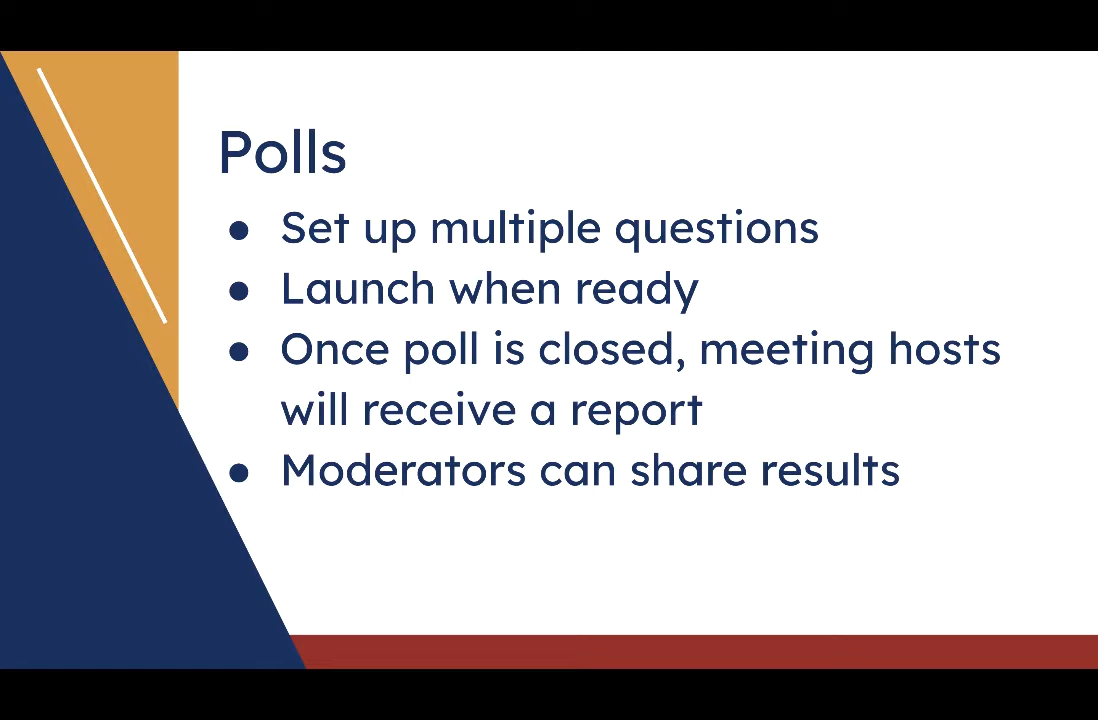 Polls
● Set up multiple questions
● Launch when ready
● Once poll is closed, meeting hosts
will receive a report
● Moderators can share results